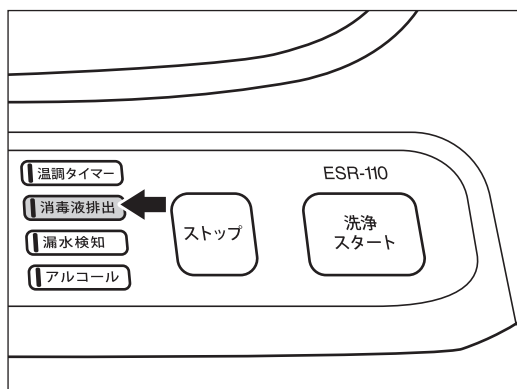 温調タイマー
消毒液排出
漏水検知
アルコール
ストップ
ESR-110
洗浄
スタート